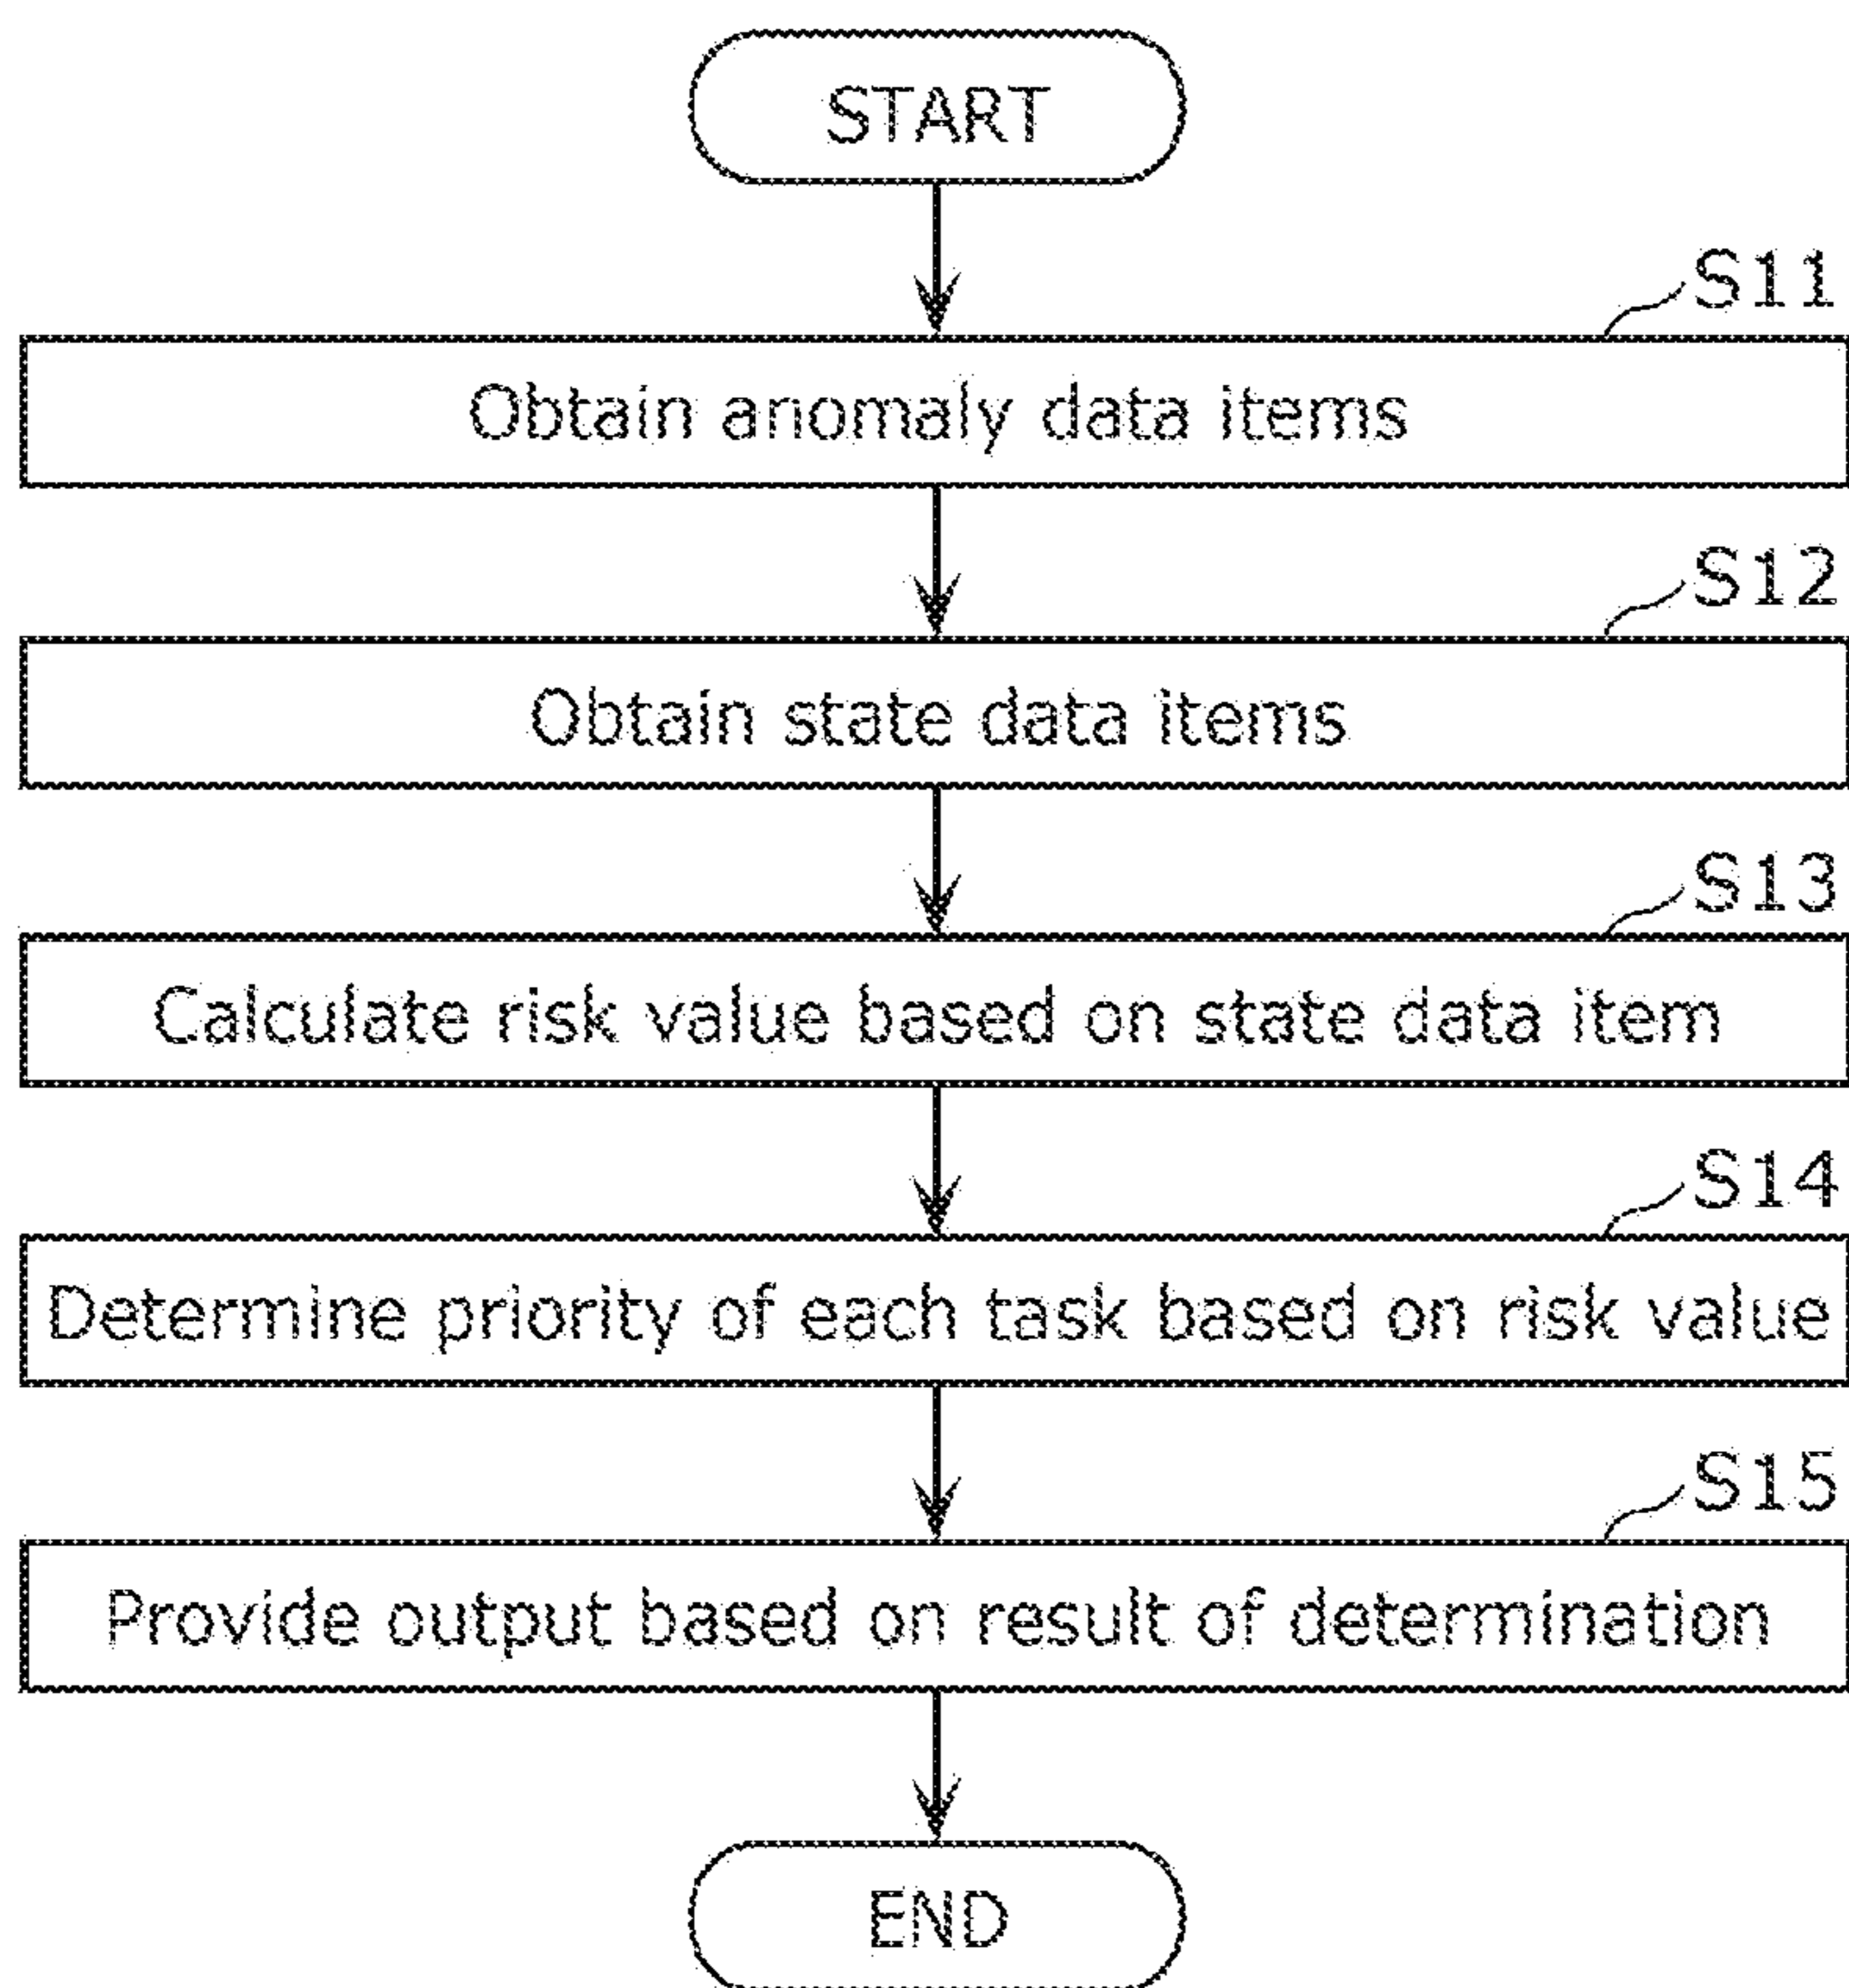 START
S11
Obtain anomaly data items
S12
Obtain state data items
S13
Calculate risk value based on state data item
S14
Determine priority of each task based on risk value
S15
Provide output based on result of determination
END